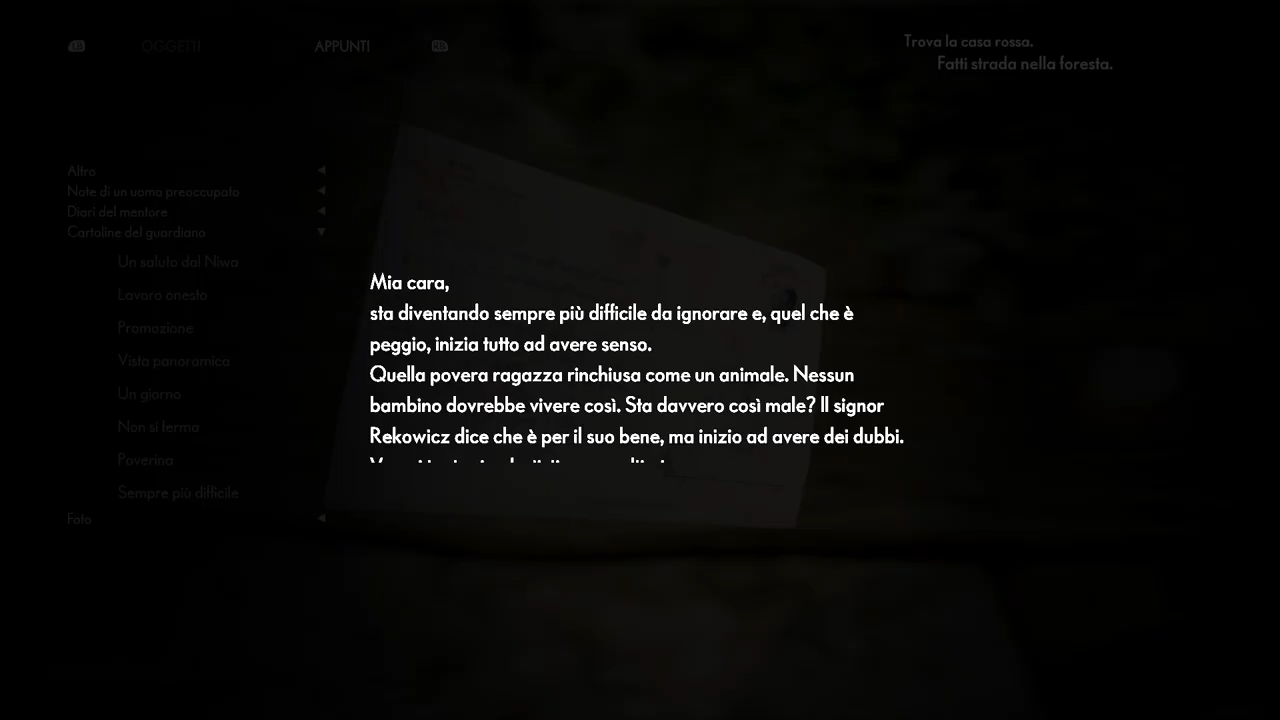 LB OGGETTI APPUNTI RB
Trova la casa rossa.
Fatti strada nella foresta.
Altro
Note di un uomo preoccupato
Diari del mentore
Cartoline del guardiano
Un saluto dal Niwa
Lavoro onesto
Promozione
Vista panoramica
Un giorno
Non si ferma
Poverina
Sempre più difficile
Foto
Mia cara,
sta diventando sempre più difficile da ignorare e, quel che è
peggio, inizia tutto ad avere senso.
Quella povera ragazza rinchiusa come un animale. Nessun
bambino dovrebbe vivere così. Sta davvero così male? Il signor
Rekowicz dice che è per il suo bene, ma inizio ad avere dei dubbi.